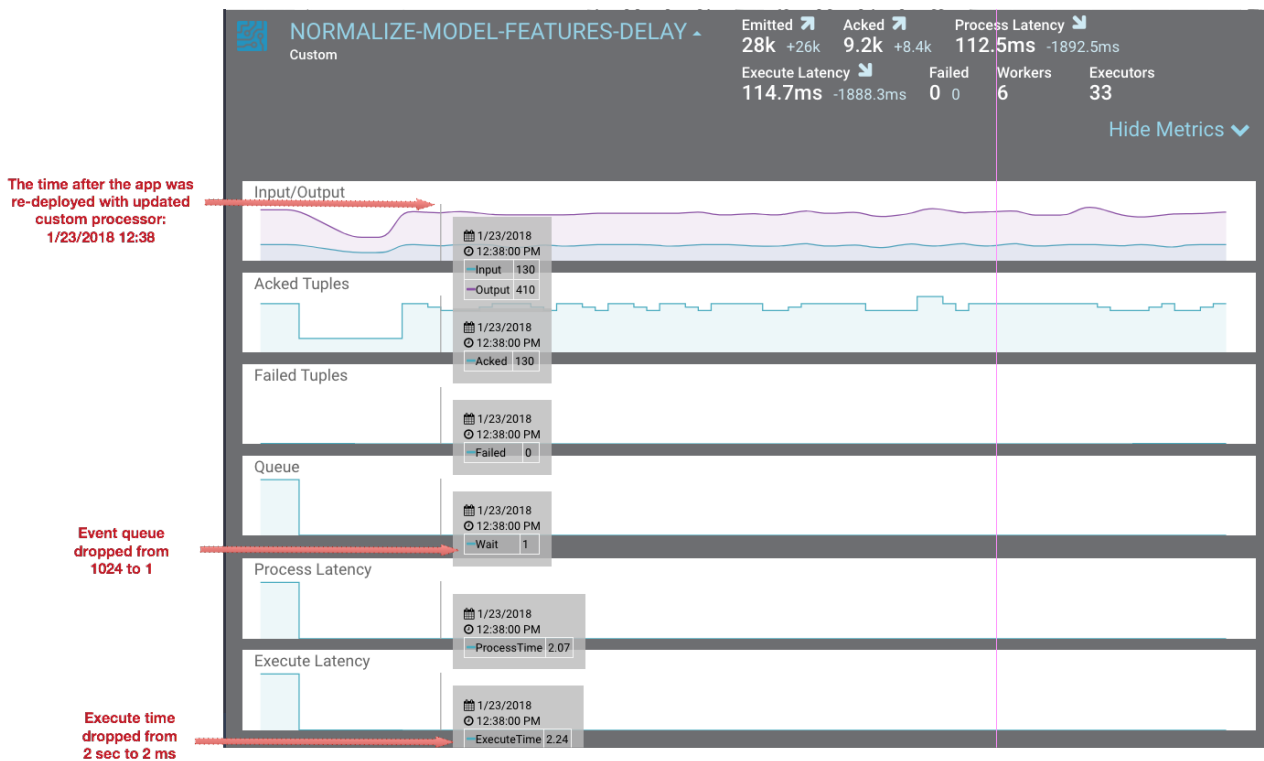 NORMALIZE-MODEL-FEATURES-DELAY
Custom
Emitted Acked Process Latency
28k +26k 9.2k +8.4k 112.5ms -1892.5ms
Execute Latency Failed Workers Executors
114.7ms -1888.3ms 0 0 6 33
Hide Metrics
The time after the app was
re-deployed with updated
custom processor:
1/23/2018 12:38
Input/Output
1/23/2018
12:38:00 PM
Input 130
Output 410
Acked Tuples
1/23/2018
12:38:00 PM
Acked 130
Failed Tuples
1/23/2018
12:38:00 PM
Failed 0
Queue
1/23/2018
12:38:00 PM
Wait 1
Event queue
dropped from
1024 to 1
Process Latency
1/23/2018
12:38:00 PM
ProcessTime 2.07
Execute Latency
1/23/2018
12:38:00 PM
ExecuteTime 2.24
Execute time
dropped from
2 sec to 2 ms